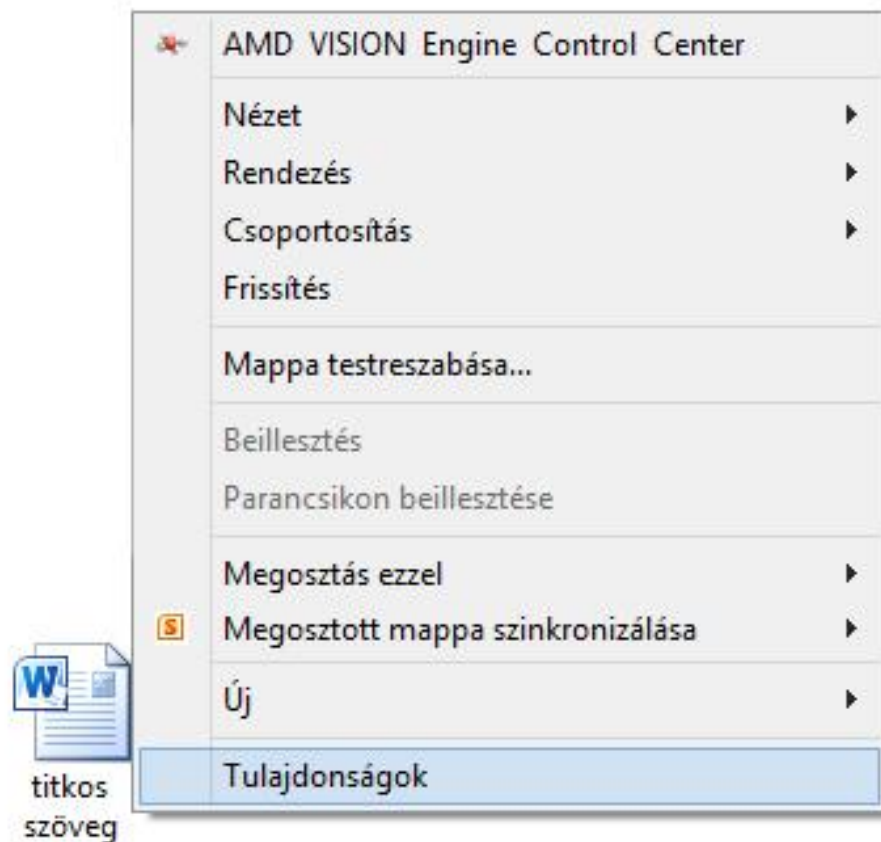 AMD VISION Engine Control Center
Nézet
Rendezés
Csoportosítás
Frissítés
Mappa testreszabása...
Beillesztés
Parancsikon beillesztése
Megosztás ezzel
S
Megosztott mappa szinkronizálása
Új
Tulajdonságok
W
titkos
szöveg